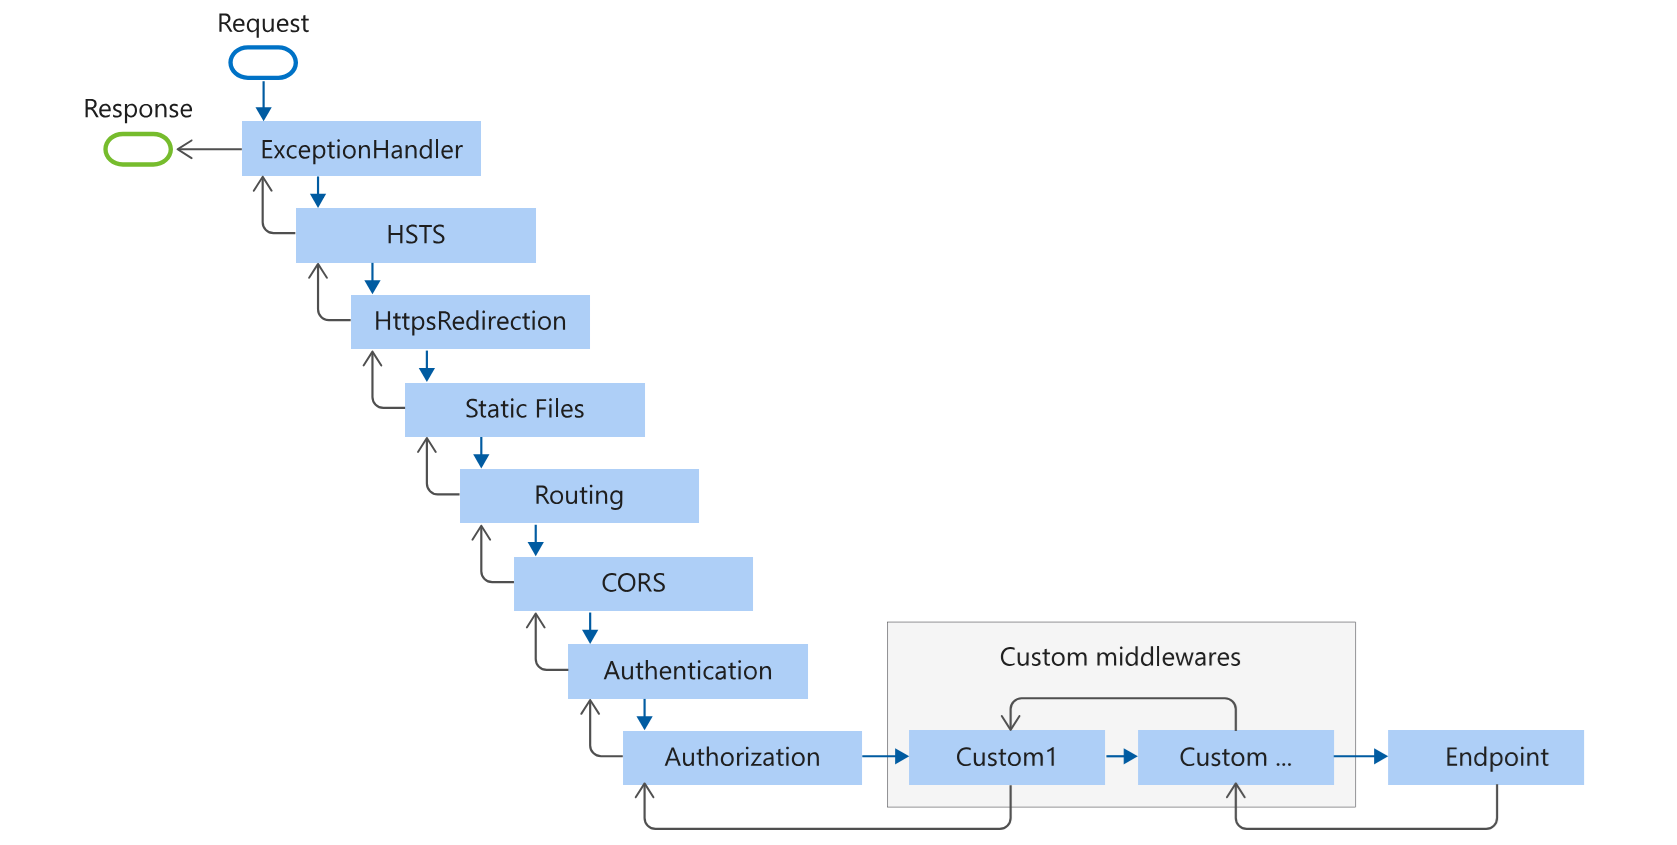 Request
Response
ExceptionHandler
HSTS
HttpsRedirection
Static Files
Routing
CORS
Authentication
Custom middlewares
Authorization
Custom1
Custom ...
Endpoint